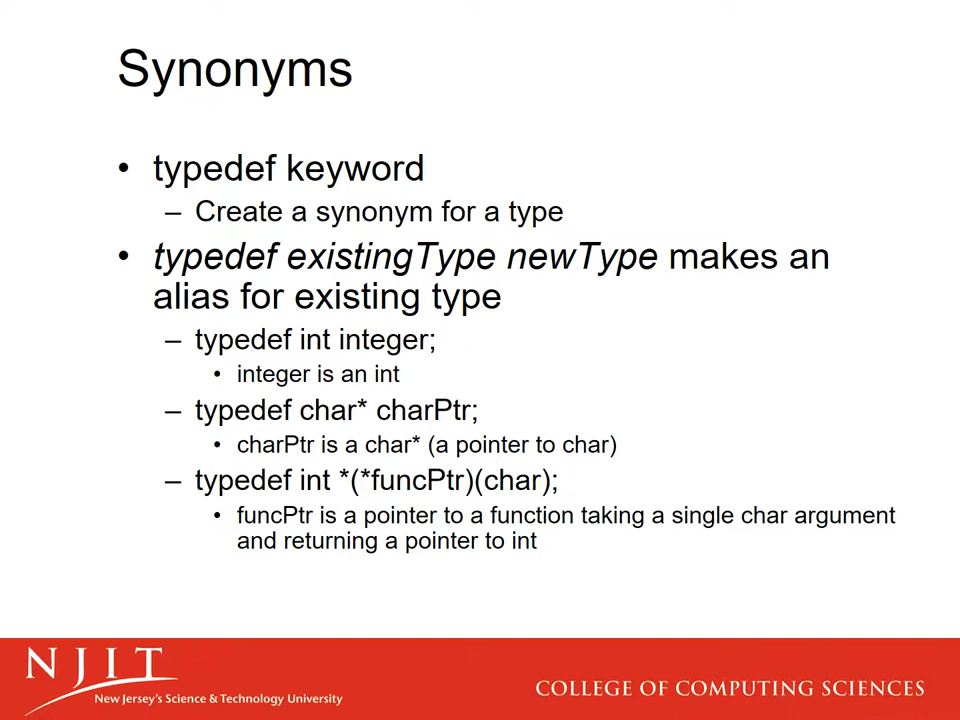 Synonyms
• typedef keyword
– Create a synonym for a type
• typedef existingType newType makes an
alias for existing type
– typedef int integer;
• integer is an int
– typedef char* charPtr;
• charPtr is a char* (a pointer to char)
– typedef int *(*funcPtr)(char);
• funcPtr is a pointer to a function taking a single char argument
and returning a pointer to int
NJIT
New Jersey's Science & Technology University
COLLEGE OF COMPUTING SCIENCES